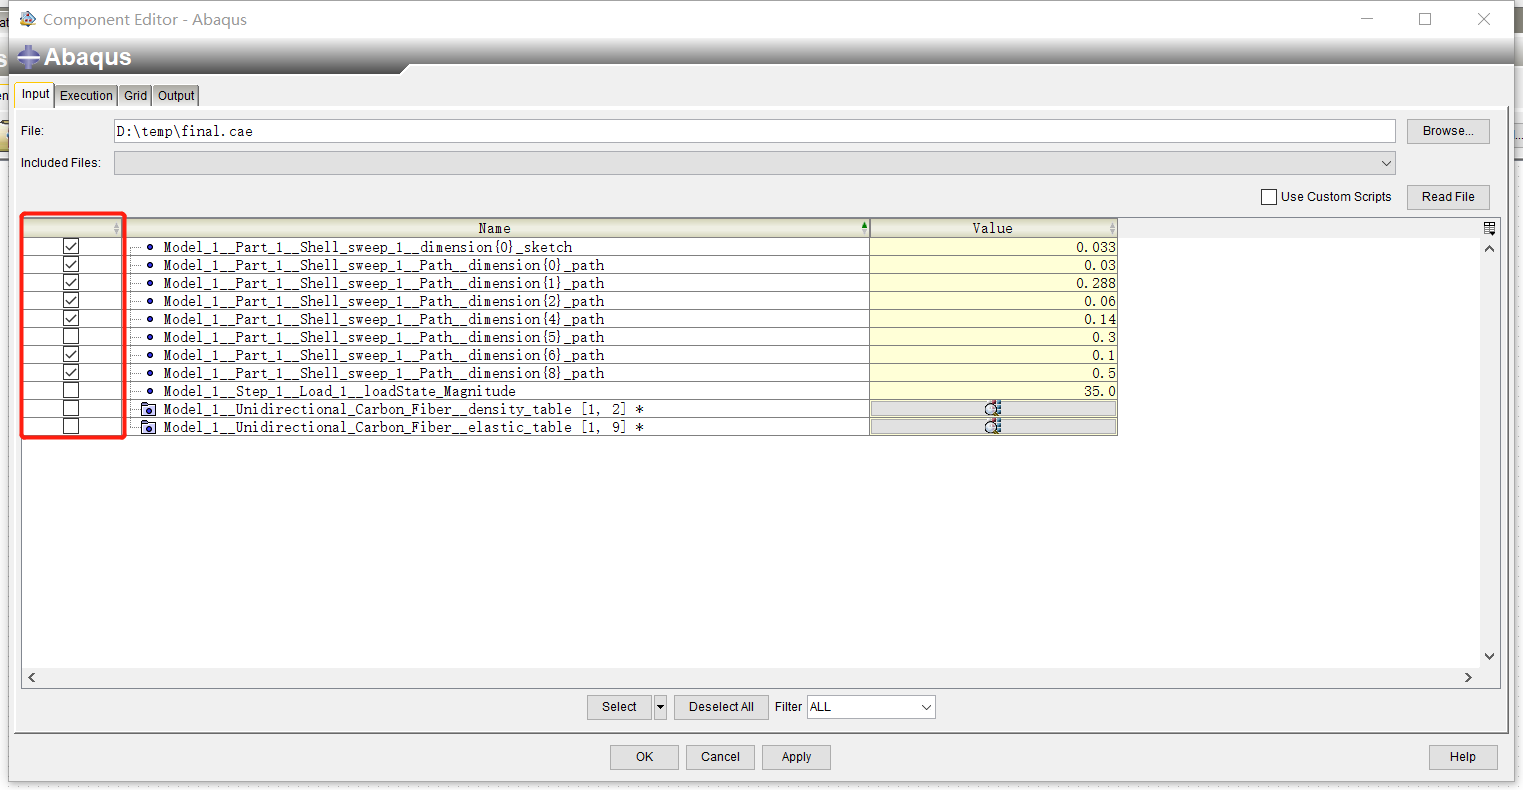 Component Editor - Abaqus
Abaqus
Input Execution Grid Output
File: D:\temp\final.cae Browse...
Included Files:
Use Custom Scripts Read File
Name Value
Model_1__Part_1__Shell_sweep_1__dimension{0}_sketch 0.033
Model_1__Part_1__Shell_sweep_1__Path__dimension{0}_path 0.03
Model_1__Part_1__Shell_sweep_1__Path__dimension{1}_path 0.288
Model_1__Part_1__Shell_sweep_1__Path__dimension{2}_path 0.06
Model_1__Part_1__Shell_sweep_1__Path__dimension{4}_path 0.14
Model_1__Part_1__Shell_sweep_1__Path__dimension{5}_path 0.3
Model_1__Part_1__Shell_sweep_1__Path__dimension{6}_path 0.1
Model_1__Part_1__Shell_sweep_1__Path__dimension{8}_path 0.5
Model_1__Step_1__Load_1__loadState_Magnitude 35.0
Model_1__Unidirectional_Carbon_Fiber__density_table [1, 2] *
Model_1__Unidirectional_Carbon_Fiber__elastic_table [1, 9] *
Select Deselect All Filter ALL
OK Cancel Apply Help